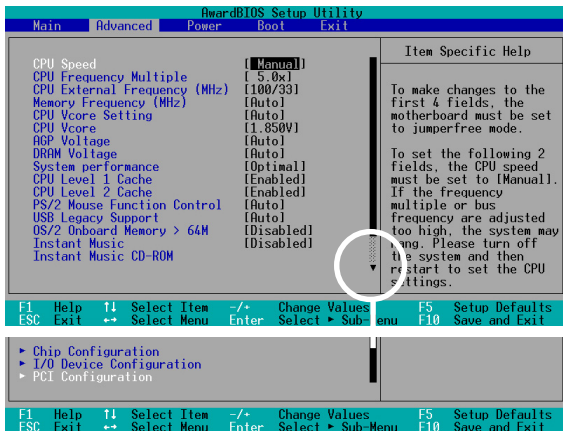 AwardBIOS Setup Utility
Main Advanced Power Boot Exit
Item Specific Help
CPU Speed [ Manual]
CPU Frequency Multiple [ 5.0x]
CPU External Frequency (MHz) [100/33]
Memory Frequency (MHz) [Auto]
CPU Vcore Setting [Auto]
CPU Vcore [1.850V]
AGP Voltage [Auto]
DRAM Voltage [Auto]
System performance [Optimal]
CPU Level 1 Cache [Enabled]
CPU Level 2 Cache [Enabled]
PS/2 Mouse Function Control [Auto]
USB Legacy Support [Auto]
OS/2 Onboard Memory > 64M [Disabled]
Instant Music [Disabled]
Instant Music CD-ROM
To make changes to the
first 4 fields, the
motherboard must be set
to jumperfree mode.
To set the following 2
fields, the CPU speed
must be set to [Manual].
If the frequency
multiple or bus
frequency are adjusted
too high, the system may
hang. Please turn off
the system and then
restart to set the CPU
settings.
F1 Help ↑↓ Select Item -/+ Change Values F5 Setup Defaults
ESC Exit ↔ Select Menu Enter Select ► Sub-Menu F10 Save and Exit
► Chip Configuration
► I/O Device Configuration
► PCI Configuration
F1 Help ↑↓ Select Item -/+ Change Values F5 Setup Defaults
ESC Exit ↔ Select Menu Enter Select ► Sub-Menu F10 Save and Exit